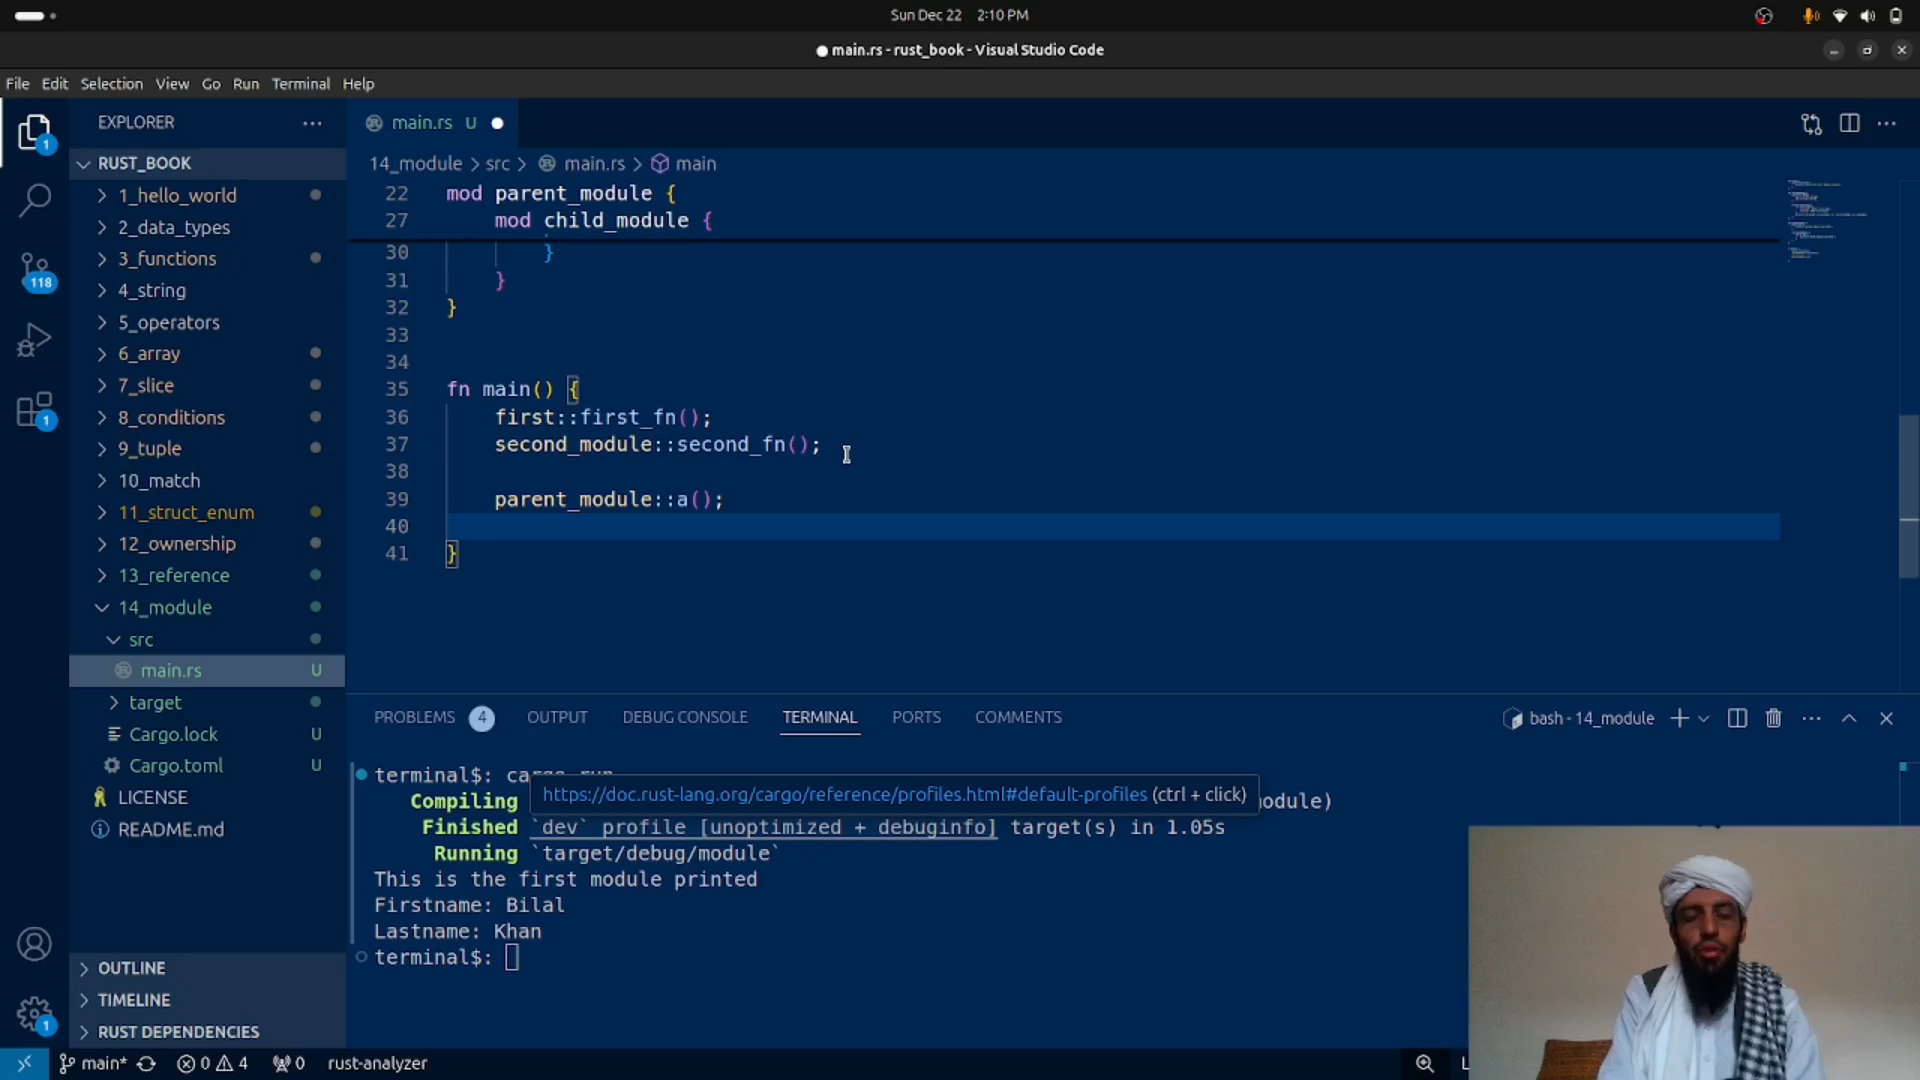 Sun Dec 22 2:10 PM
main.rs - rust_book - Visual Studio Code
File Edit Selection View Go Run Terminal Help
EXPLORER
main.rs U
RUST_BOOK
14_module > src > main.rs > main
1_hello_world
2_data_types
3_functions
4_string
5_operators
6_array
7_slice
8_conditions
9_tuple
10_match
11_struct_enum
12_ownership
13_reference
14_module
src
main.rs U
target
Cargo.lock U
Cargo.toml U
LICENSE
README.md
OUTLINE
TIMELINE
RUST DEPENDENCIES
1
118
1
1
22 mod parent_module {
27 mod child_module {
30 }
31 }
32 }
33
34
35 fn main() {
36 first::first_fn();
37 second_module::second_fn();
38
39 parent_module::a();
40
41 }
PROBLEMS 4 OUTPUT DEBUG CONSOLE TERMINAL PORTS COMMENTS
bash - 14_module
terminal$: cargo run
https://doc.rust-lang.org/cargo/reference/profiles.html#default-profiles (ctrl + click)
Compiling odule)
Finished `dev` profile [unoptimized + debuginfo] target(s) in 1.05s
Running `target/debug/module`
This is the first module printed
Firstname: Bilal
Lastname: Khan
terminal$:
main* 0 4 0 rust-analyzer